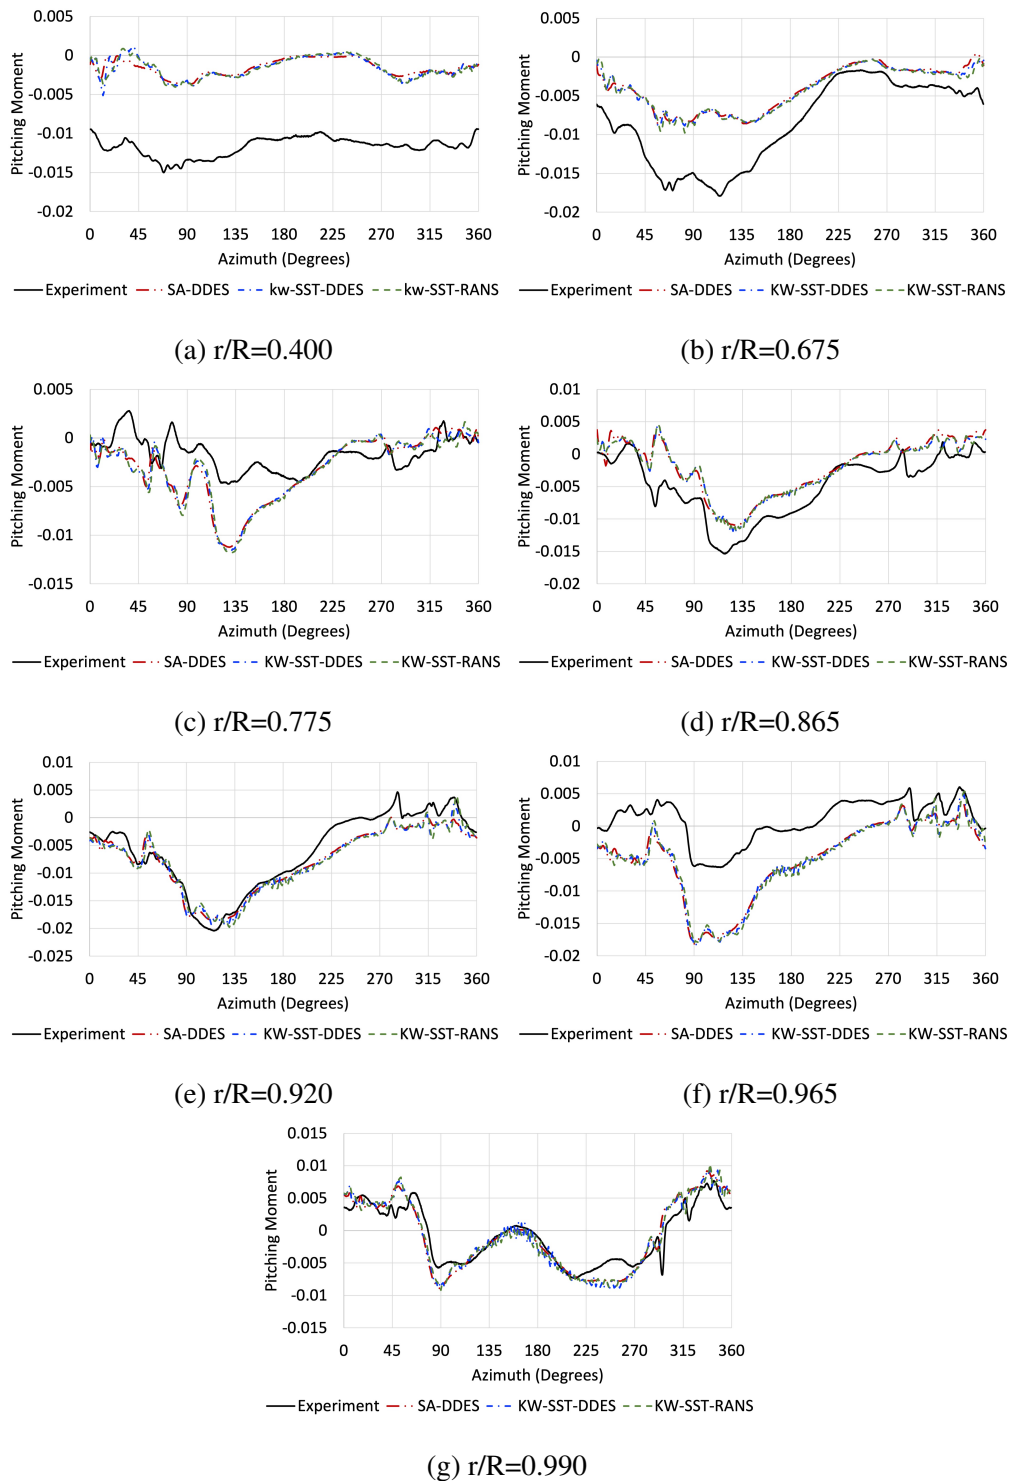 0.005
0
-0.005
-0.01
-0.015
-0.02
Pitching Moment
0 45 90 135 180 225 270 315 360
Azimuth (Degrees)
Experiment SA-DDES kw-SST-DDES kw-SST-RANS
(a) r/R=0.400
0.005
0
-0.005
-0.01
-0.015
-0.02
Pitching Moment
0 45 90 135 180 225 270 315 360
Azimuth (Degrees)
Experiment SA-DDES KW-SST-DDES KW-SST-RANS
(b) r/R=0.675
0.005
0
-0.005
-0.01
-0.015
Pitching Moment
0 45 90 135 180 225 270 315 360
Azimuth (Degrees)
Experiment SA-DDES KW-SST-DDES KW-SST-RANS
(c) r/R=0.775
0.01
0.005
0
-0.005
-0.01
-0.015
-0.02
Pitching Moment
0 45 90 135 180 225 270 315 360
Azimuth (Degrees)
Experiment SA-DDES KW-SST-DDES KW-SST-RANS
(d) r/R=0.865
0.01
0.005
0
-0.005
-0.01
-0.015
-0.02
-0.025
Pitching Moment
0 45 90 135 180 225 270 315 360
Azimuth (Degrees)
Experiment SA-DDES KW-SST-DDES KW-SST-RANS
(e) r/R=0.920
0.01
0.005
0
-0.005
-0.01
-0.015
-0.02
Pitching Moment
0 45 90 135 180 225 270 315 360
Azimuth (Degrees)
Experiment SA-DDES KW-SST-DDES KW-SST-RANS
(f) r/R=0.965
0.015
0.01
0.005
0
-0.005
-0.01
-0.015
Pitching Moment
0 45 90 135 180 225 270 315 360
Azimuth (Degrees)
Experiment SA-DDES KW-SST-DDES KW-SST-RANS
(g) r/R=0.990